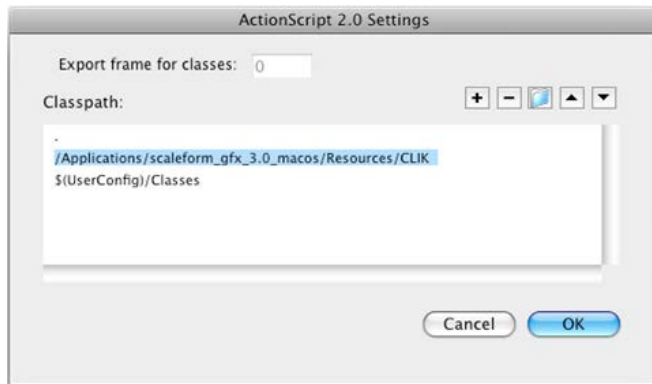 ActionScript 2.0 Settings
Export frame for classes: 0
Classpath:
.
/Applications/scaleform_gfx_3.0_macos/Resources/CLIK
$(UserConfig)/Classes
Cancel
OK